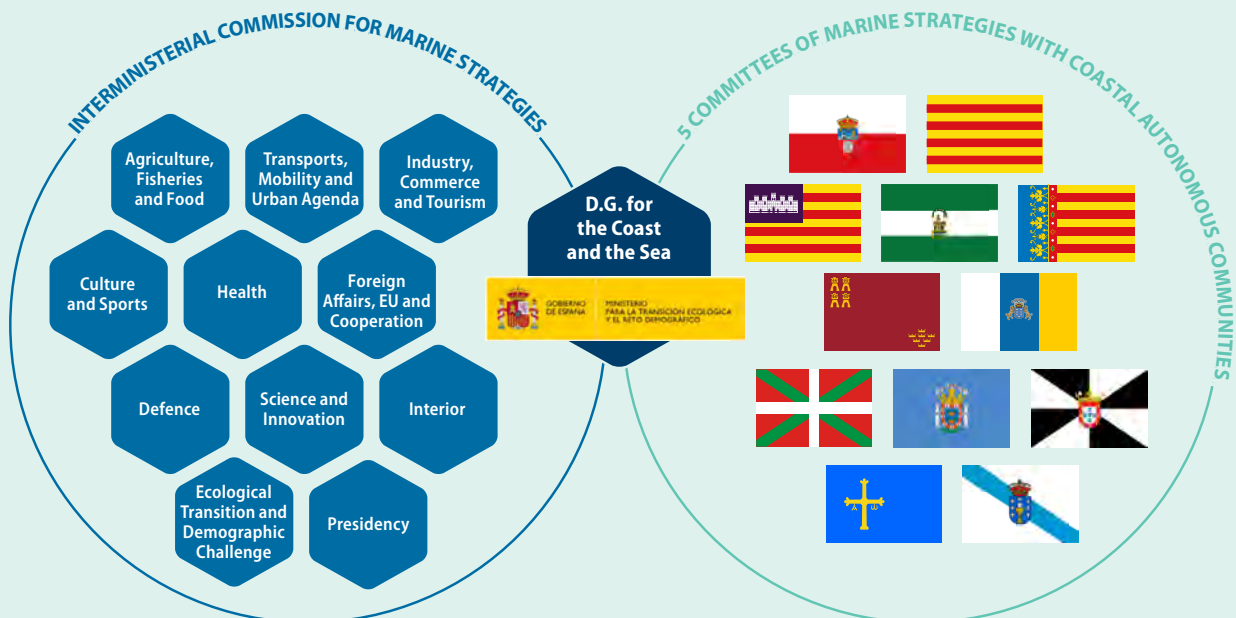 INTERMINISTERIAL COMMISSION FOR MARINE STRATEGIES
Agriculture,
Fisheries
and Food
Transports,
Mobility and
Urban Agenda
Industry,
Commerce
and Tourism
Culture
and Sports
Health
Foreign
Affairs, EU and
Cooperation
Defence
Science and
Innovation
Interior
Ecological
Transition and
Demographic
Challenge
Presidency
D.G. for
the Coast
and the Sea
GOBIERNO
DE ESPAÑA
MINISTERIO
PARA LA TRANSICIÓN ECOLÓGICA
Y EL RETO DEMOGRÁFICO
5 COMMITTEES OF MARINE STRATEGIES WITH COASTAL AUTONOMOUS COMMUNITIES